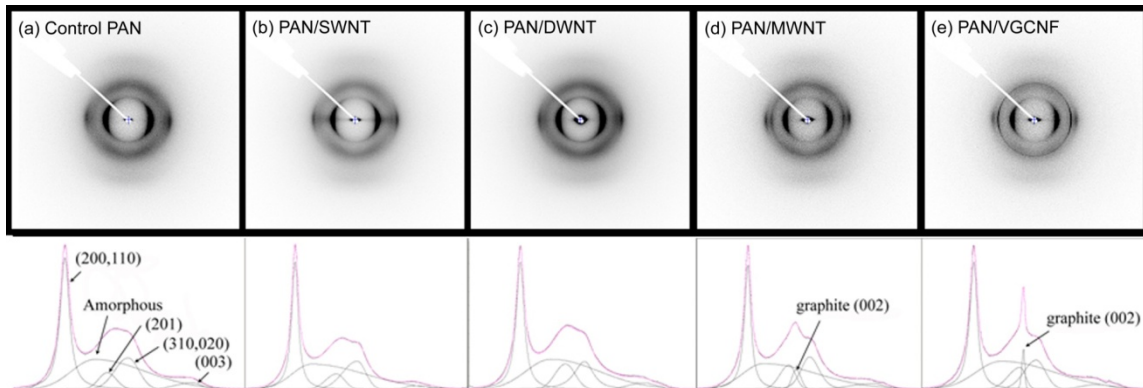 (a) Control PAN
(b) PAN/SWNT
(c) PAN/DWNT
(d) PAN/MWNT
(e) PAN/VGCNF
(200,110)
Amorphous
(201)
(310,020)
(003)
graphite (002)
graphite (002)